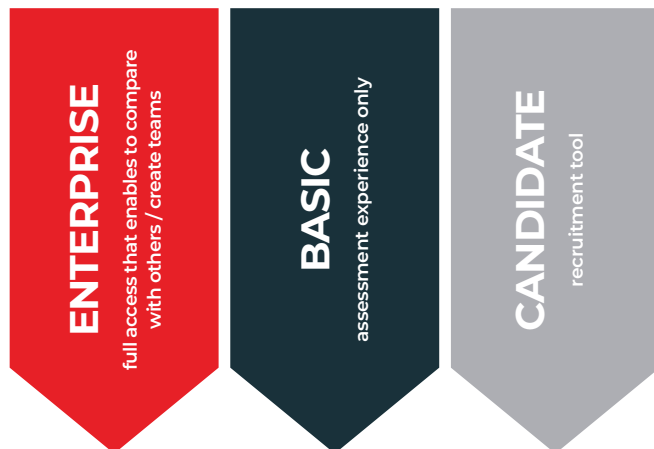 ENTERPRISE
full access that enables to compare
with others / create teams
BASIC
assessment experience only
CANDIDATE
recruitment tool